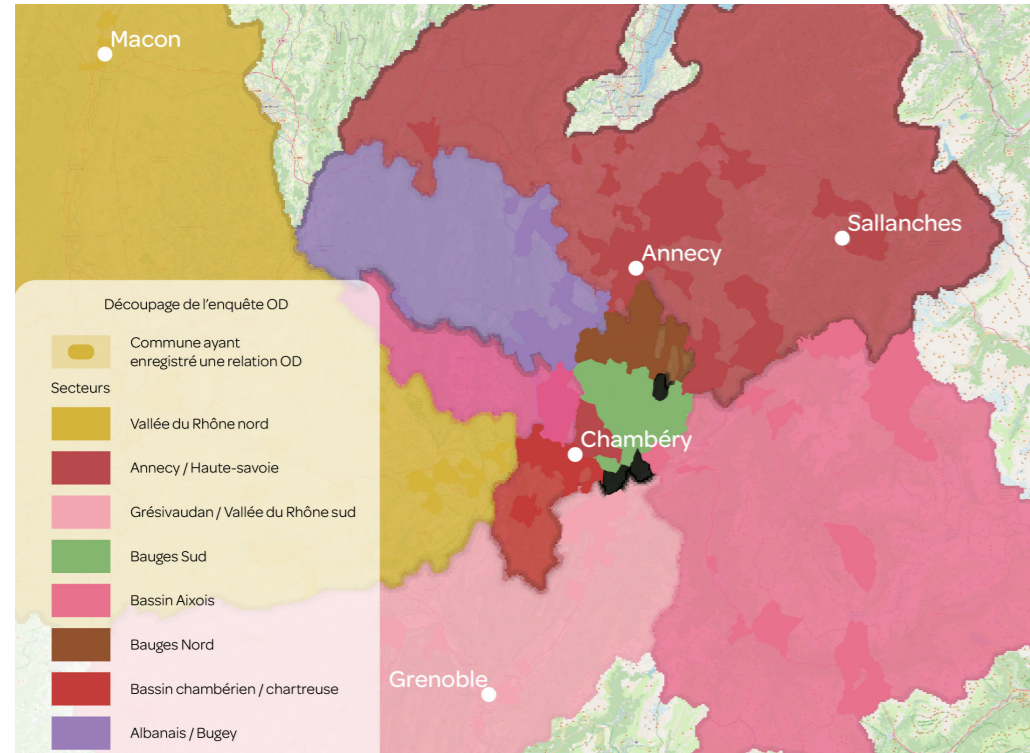 Macon
Sallanches
Annecy
Découpage de l'enquête OD
Commune ayant
enregistré une relation OD
Secteurs
Vallée du Rhône nord
Annecy / Haute-savoie
Grésivaudan / Vallée du Rhône sud
Bauges Sud
Bassin Aixois
Bauges Nord
Bassin chambérien / chartreuse
Albanais / Bugey
Chambéry
Grenoble